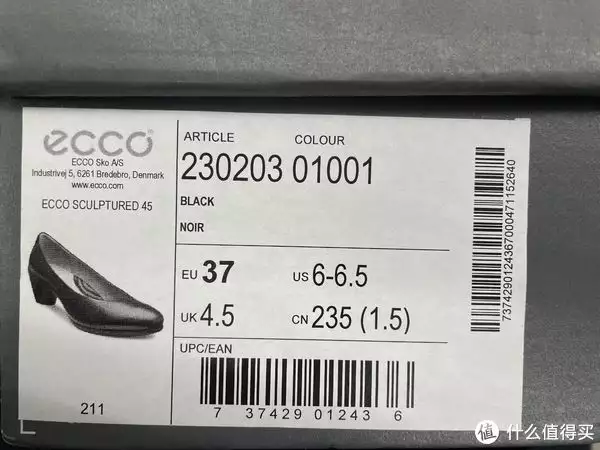 ecco
ECCO Sko A/S
Industrivej 5, 6261 Bredebro, Denmark
www.ecco.com
ECCO SCULPTURED 45
211
ARTICLE COLOUR
230203 01001
BLACK
NOIR
EU 37 US 6-6.5
UK 4.5 CN 235 (1.5)
UPC/EAN
7 37429 01243 6
737429012436700047115 2640
值 什么值得买